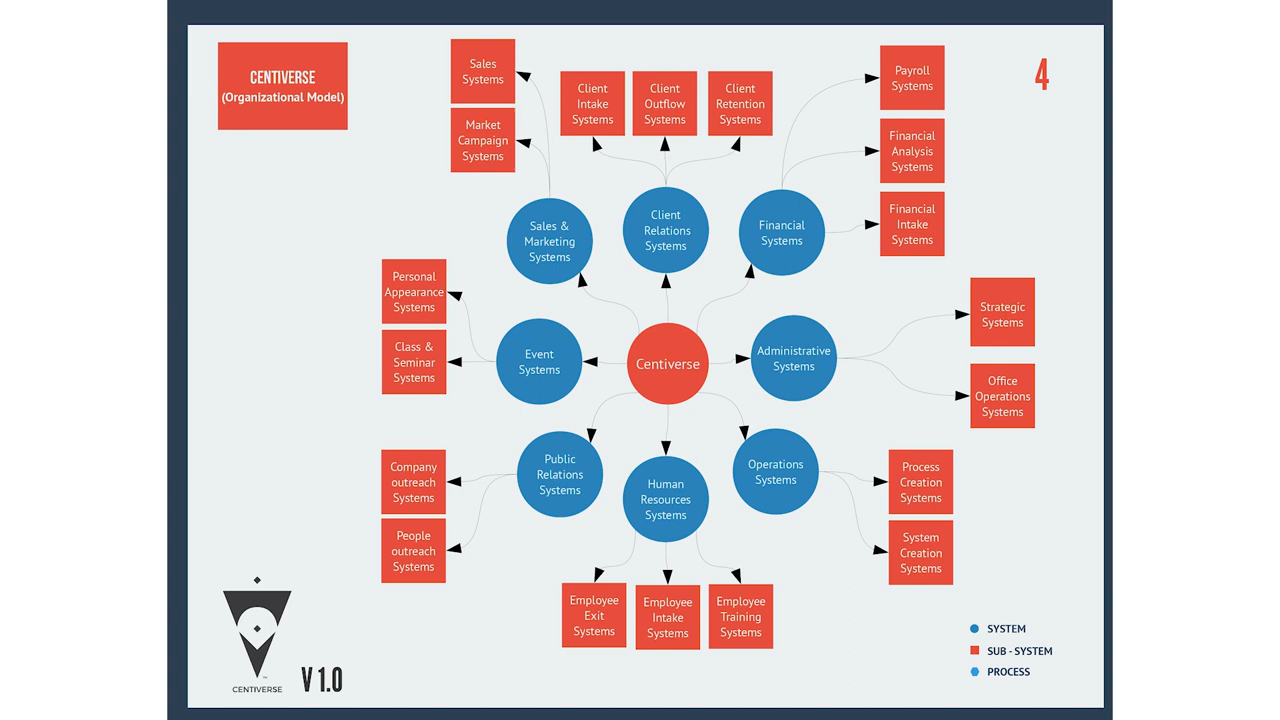 CENTIVERSE
(Organizational Model)
4
Sales
Systems
Market
Campaign
Systems
Client
Intake
Systems
Client
Outflow
Systems
Client
Retention
Systems
Payroll
Systems
Financial
Analysis
Systems
Financial
Intake
Systems
Sales &
Marketing
Systems
Client
Relations
Systems
Financial
Systems
Personal
Appearance
Systems
Class &
Seminar
Systems
Event
Systems
Centiverse
Administrative
Systems
Strategic
Systems
Office
Operations
Systems
Public
Relations
Systems
Human
Resources
Systems
Operations
Systems
Company
outreach
Systems
People
outreach
Systems
Process
Creation
Systems
System
Creation
Systems
Employee
Exit
Systems
Employee
Intake
Systems
Employee
Training
Systems
™
CENTIVERSE
V 1.0
SYSTEM
SUB - SYSTEM
PROCESS